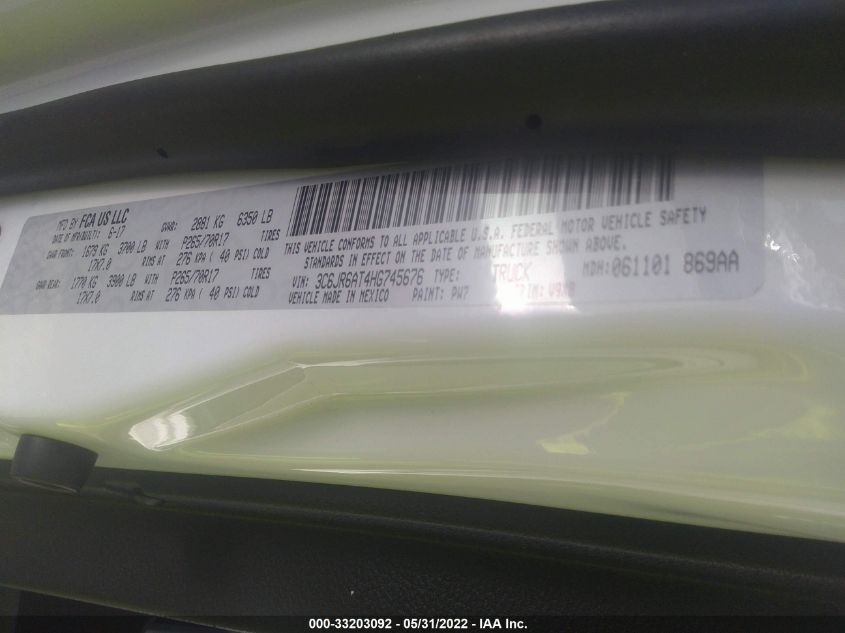 MFD BY FCA US LLC
DATE OF MFR/BUILT: 6-17 GVWR: 2881 KG 6350 LB
GAWR FRONT: 1679 KG 3700 LB WITH P265/70R17 TIRES
17X7.0 RIMS AT 276 KPA ( 40 PSI) COLD
GAWR REAR: 1770 KG 3900 LB WITH P265/70R17 TIRES
17X7.0 RIMS AT 276 KPA ( 40 PSI) COLD
THIS VEHICLE CONFORMS TO ALL APPLICABLE U.S.A. FEDERAL MOTOR VEHICLE SAFETY
STANDARDS IN EFFECT ON THE DATE OF MANUFACTURE SHOWN ABOVE.
VIN: 3C6JR6AT4HG745676 TYPE: TRUCK MDH: 061101 869AA
VEHICLE MADE IN MEXICO PAINT: PW7
000-33203092 - 05/31/2022 - IAA Inc.